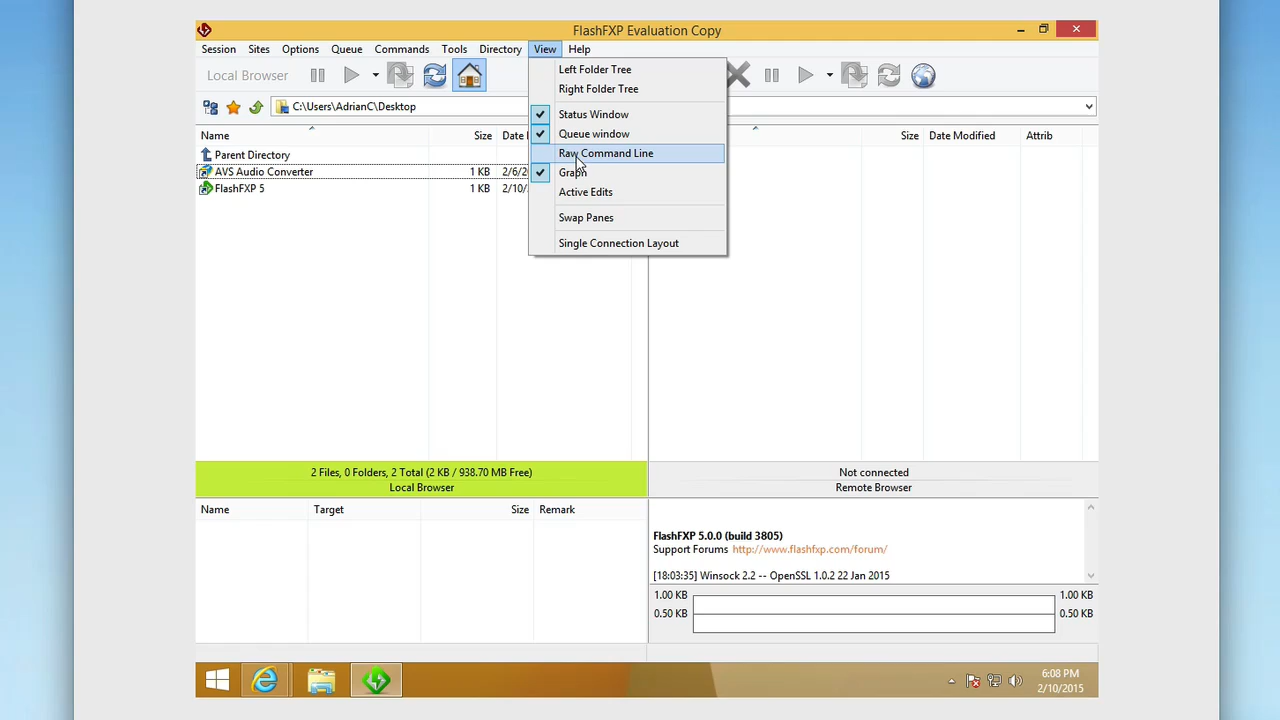 FlashFXP Evaluation Copy
Session Sites Options Queue Commands Tools Directory View Help
Local Browser
C:\Users\AdrianC\Desktop
Name Size Date
Parent Directory
AVS Audio Converter 1 KB 2/6/2
FlashFXP 5 1 KB 2/10/
Left Folder Tree
Right Folder Tree
Status Window
Queue window
Raw Command Line
Graph
Active Edits
Swap Panes
Single Connection Layout
Size Date Modified Attrib
2 Files, 0 Folders, 2 Total (2 KB / 938.70 MB Free)
Local Browser
Not connected
Remote Browser
Name Target Size Remark
FlashFXP 5.0.0 (build 3805)
Support Forums http://www.flashfxp.com/forum/
[18:03:35] Winsock 2.2 -- OpenSSL 1.0.2 22 Jan 2015
1.00 KB 1.00 KB
0.50 KB 0.50 KB
6:08 PM
2/10/2015